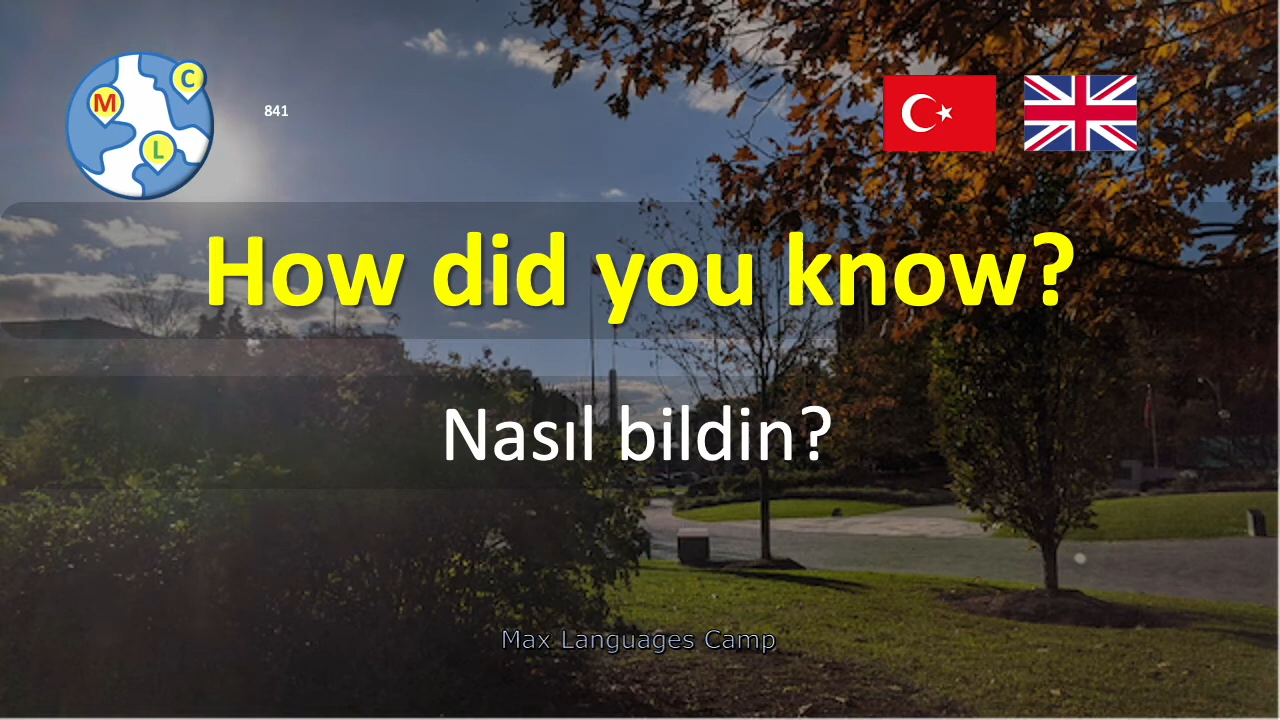 C
M
L
841
How did you know?
Nasıl bildin?
Max Languages Camp